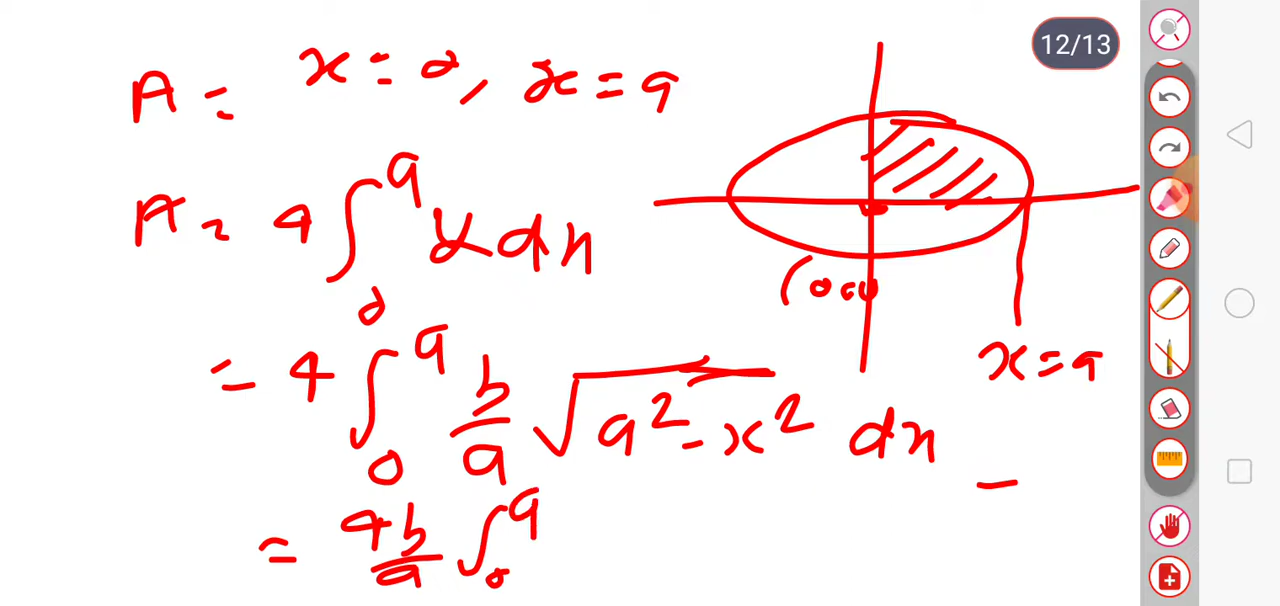 A = x = 0, x = a
12/13
A = 4 ∫₀ᵃ y dx
(0,0)
x = a
= 4 ∫₀ᵃ b/a √(a² - x²) dx
= 4b/a ∫₀ᵃ